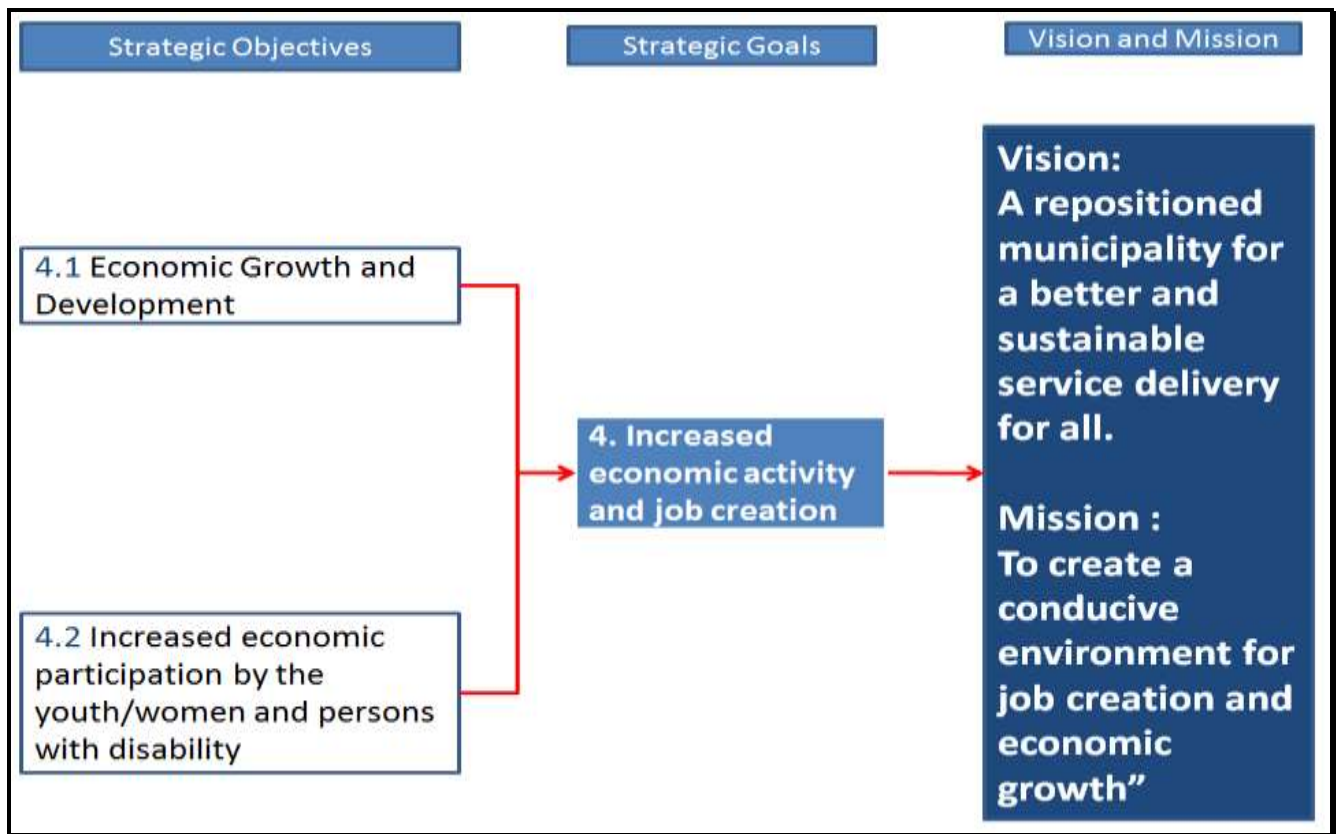 Strategic Objectives
Strategic Goals
Vision and Mission
4.1 Economic Growth and
Development
4.2 Increased economic
participation by the
youth/women and persons
with disability
4. Increased
economic activity
and job creation
Vision:
A repositioned
municipality for
a better and
sustainable
service delivery
for all.
Mission :
To create a
conducive
environment for
job creation and
economic
growth”